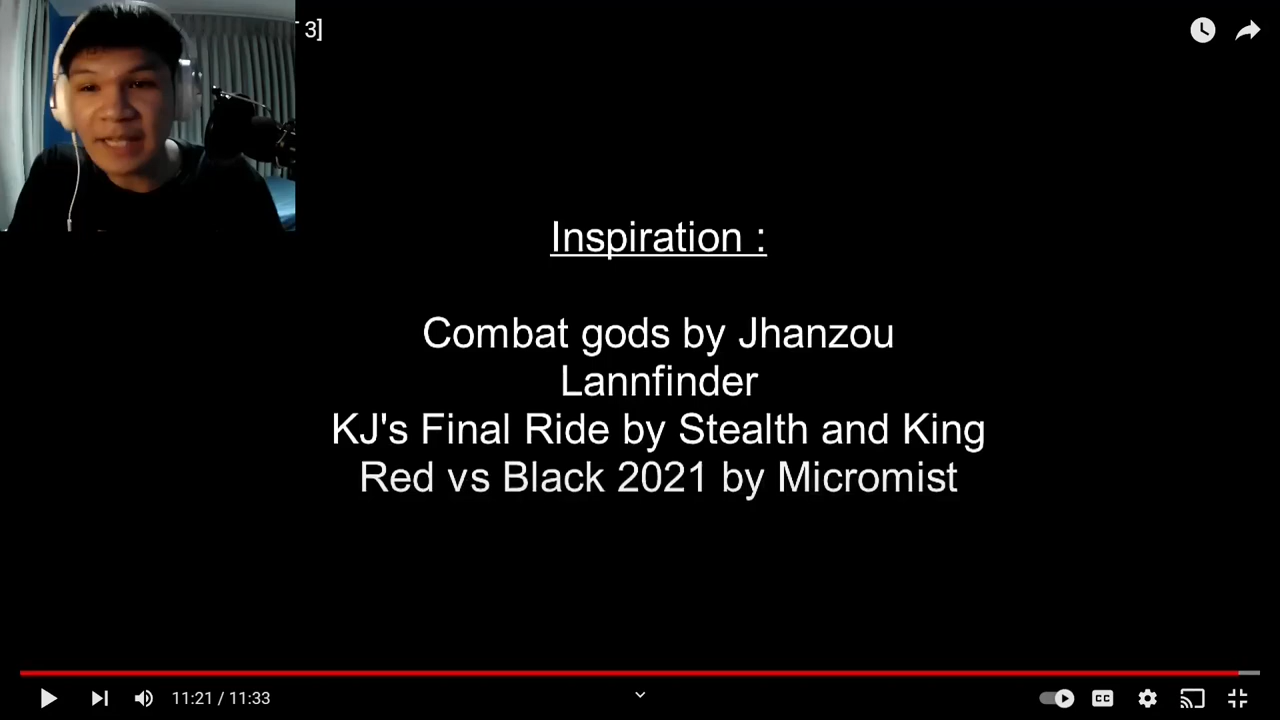 3]
Inspiration :
Combat gods by Jhanzou
Lannfinder
KJ's Final Ride by Stealth and King
Red vs Black 2021 by Micromist
11:21 / 11:33
CC